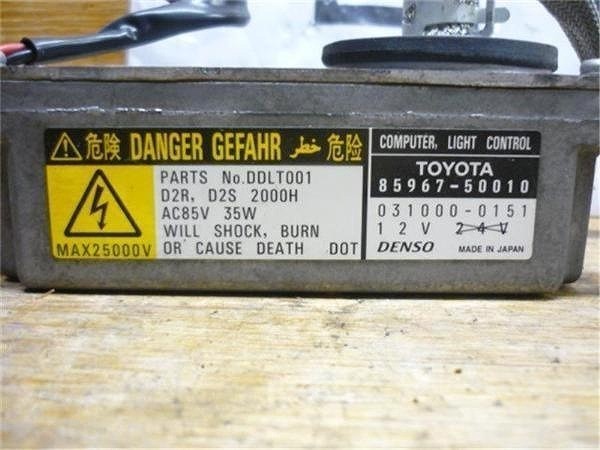 危険 DANGER GEFAHR خطر 危险
PARTS No.DDLT001
D2R, D2S 2000H
AC85V 35W
WILL SHOCK, BURN
OR CAUSE DEATH DOT
MAX25000V
COMPUTER, LIGHT CONTROL
TOYOTA
85967-50010
031000-0151
12V 24V
DENSO MADE IN JAPAN